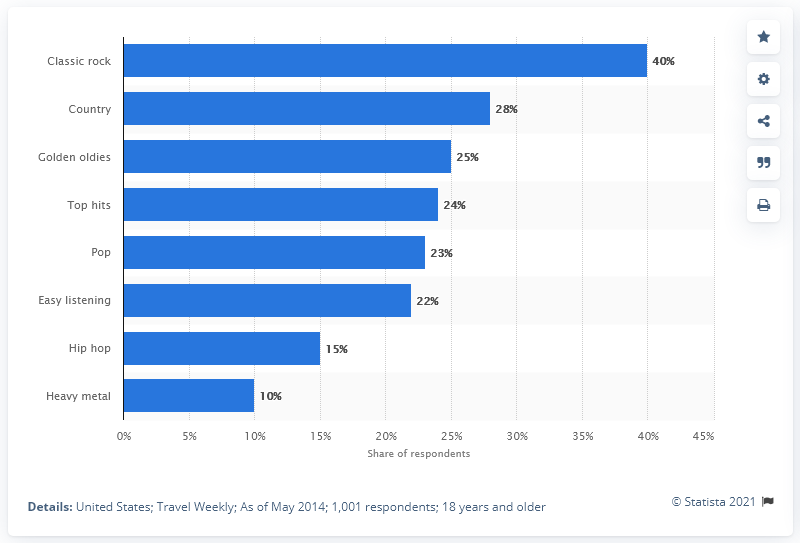 Classic rock 40%
Country 28%
Golden oldies 25%
Top hits 24%
Pop 23%
Easy listening 22%
Hip hop 15%
Heavy metal 10%
0% 5% 10% 15% 20% 25% 30% 35% 40% 45%
Share of respondents
© Statista 2021
Details: United States; Travel Weekly; As of May 2014; 1,001 respondents; 18 years and older